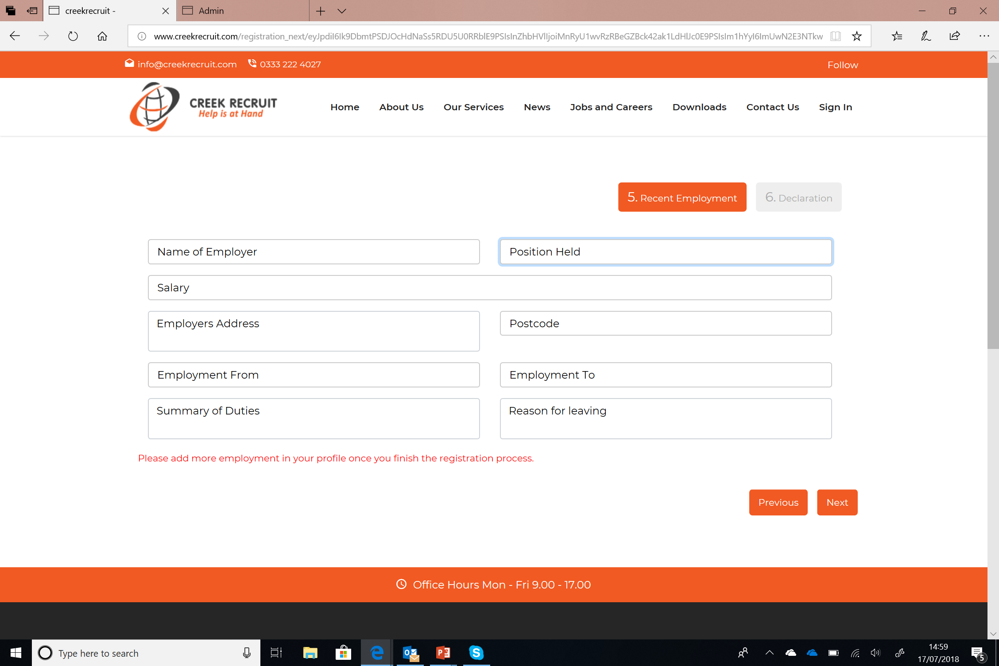 creekrecruit -
Admin
www.creekrecruit.com/registration_next/eyJpdiI6Ik9DbmtPSDJOcHdNaSs5RDU5U0RRblE9PSIsInZhbHVlIjoiMnRyU1wvRzRBeGZBck42ak1LdHlJc0E9PSIsIm1hYyI6ImUwN2E3NTkw
info@creekrecruit.com 0333 222 4027
Follow
CREEK RECRUIT
Help is at Hand
Home About Us Our Services News Jobs and Careers Downloads Contact Us Sign In
5. Recent Employment
6. Declaration
Name of Employer
Position Held
Salary
Employers Address
Postcode
Employment From
Employment To
Summary of Duties
Reason for leaving
Please add more employment in your profile once you finish the registration process.
Previous
Next
Office Hours Mon - Fri 9.00 - 17.00
Type here to search
14:59
17/07/2018
5